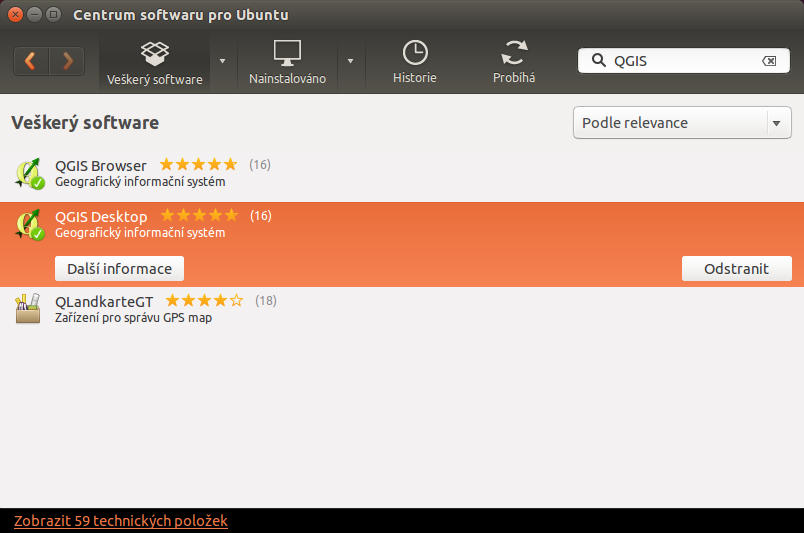 Centrum softwaru pro Ubuntu
Veškerý software
Nainstalováno
Historie
Probíhá
QGIS
Veškerý software
Podle relevance
QGIS Browser (16)
Geografický informační systém
QGIS Desktop (16)
Geografický informační systém
Další informace
Odstranit
QLandkarteGT (18)
Zařízení pro správu GPS map
Zobrazit 59 technických položek